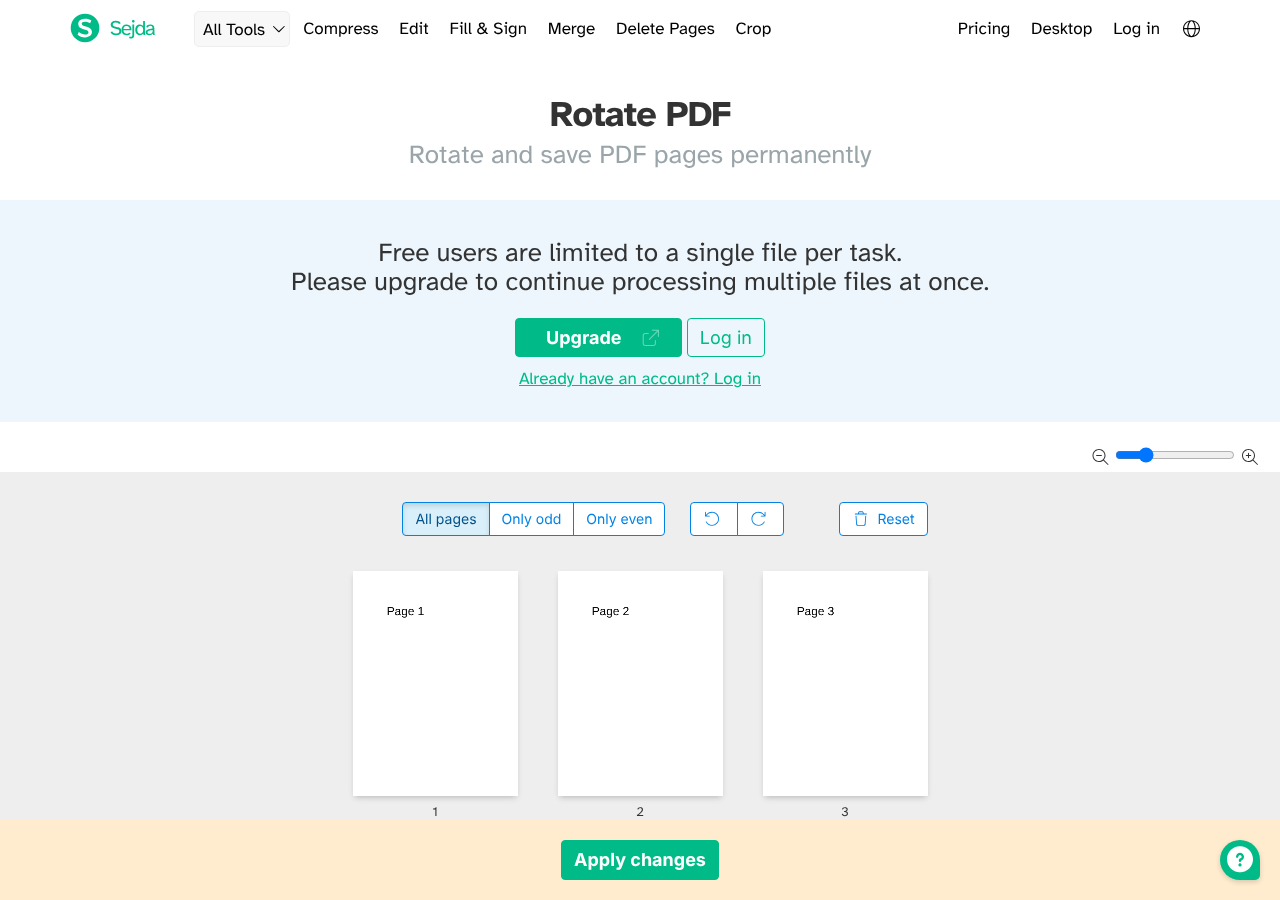 Sejda All Tools Compress Edit Fill & Sign Merge Delete Pages Crop Pricing Desktop Log in
Rotate PDF
Rotate and save PDF pages permanently
Free users are limited to a single file per task.
Please upgrade to continue processing multiple files at once.
Upgrade Log in
Already have an account? Log in
All pages Only odd Only even Reset
Page 1 Page 2 Page 3
1 2 3
Apply changes